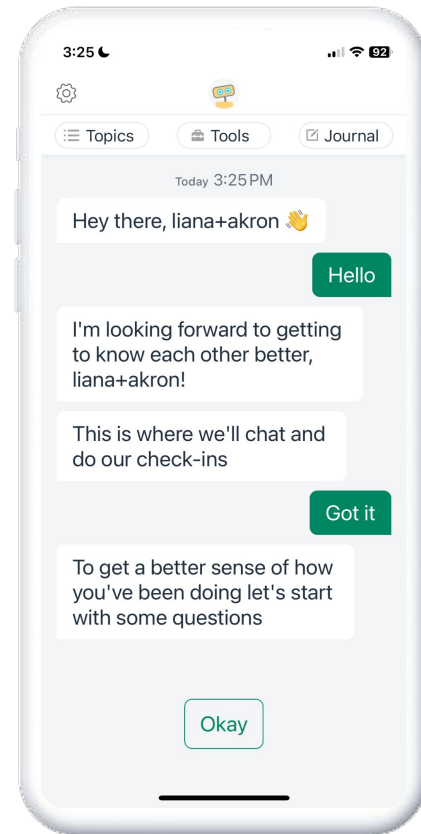 3:25
92
Topics
Tools
Journal
Today 3:25 PM
Hey there, liana+akron 👋
Hello
I'm looking forward to getting
to know each other better,
liana+akron!
This is where we'll chat and
do our check-ins
Got it
To get a better sense of how
you've been doing let's start
with some questions
Okay